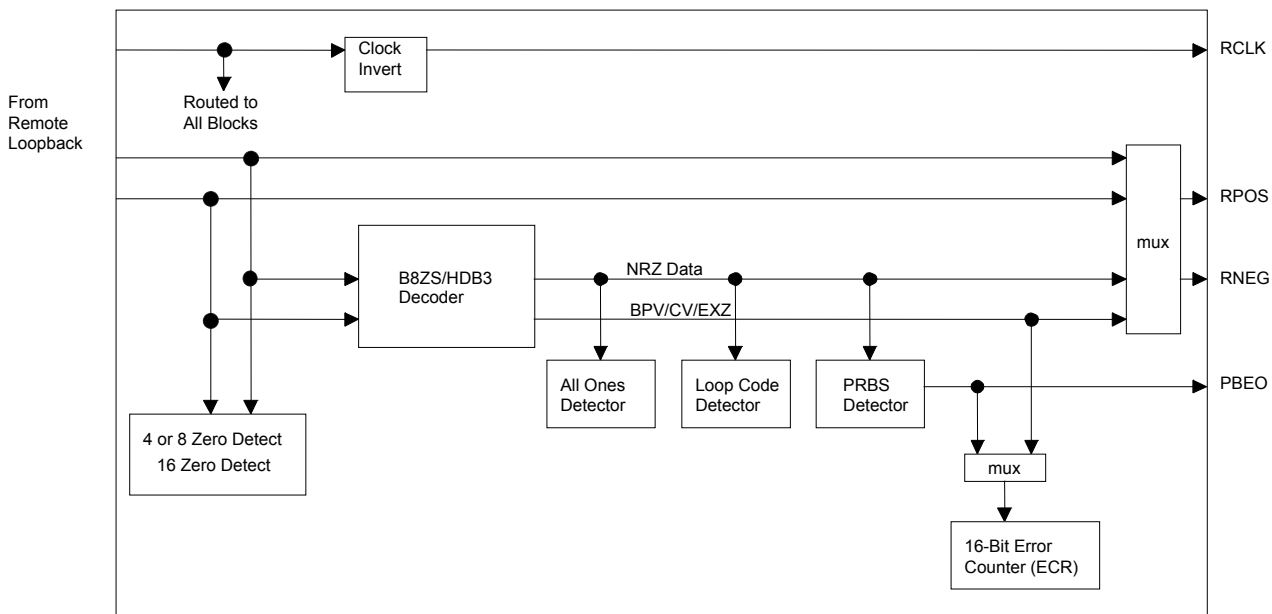 Clock
Invert
RCLK
From
Remote
Loopback
Routed to
All Blocks
RPOS
mux
B8ZS/HDB3
Decoder
NRZ Data
RNEG
BPV/CV/EXZ
All Ones
Detector
Loop Code
Detector
PRBS
Detector
PBEO
4 or 8 Zero Detect
16 Zero Detect
mux
16-Bit Error
Counter (ECR)